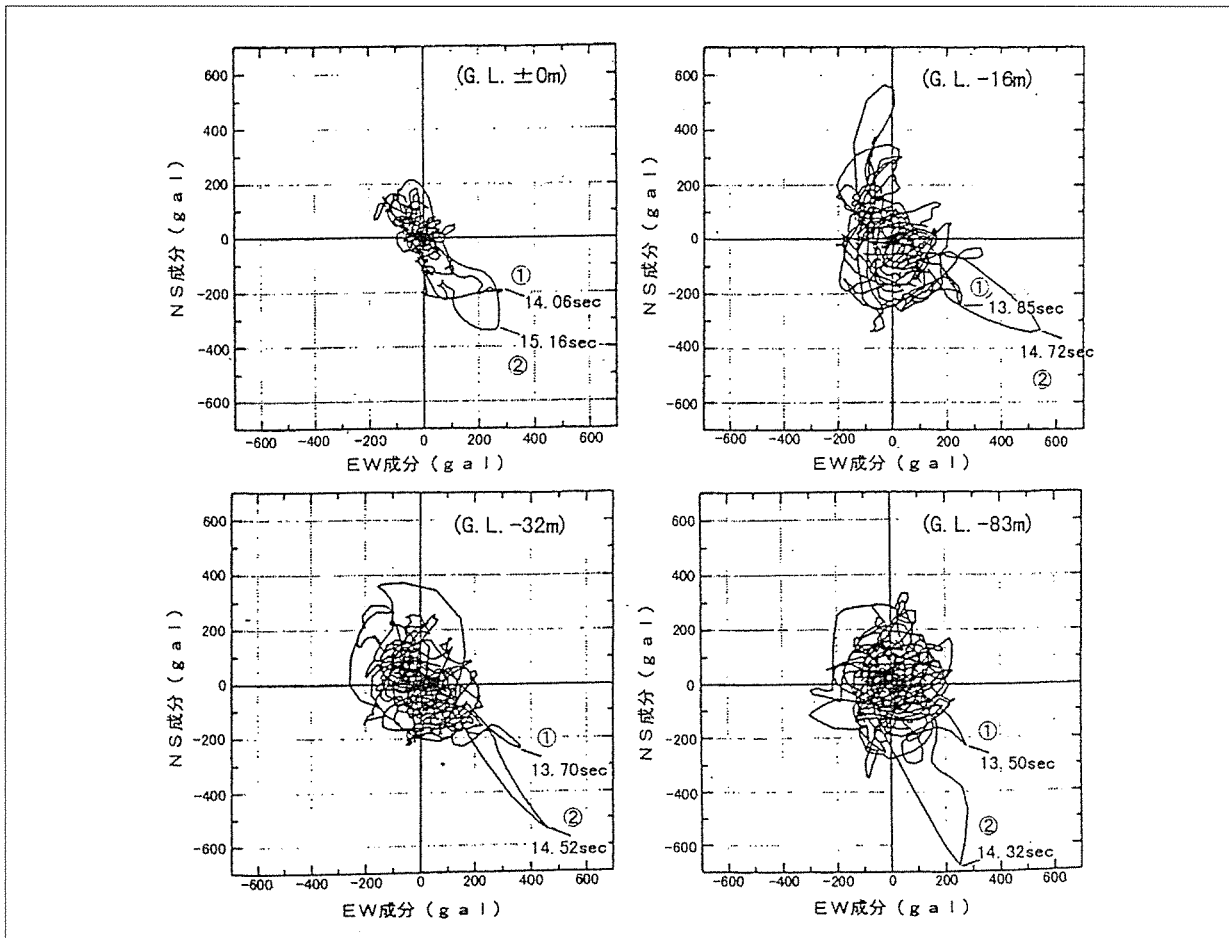 (G.L.±0m)
600
400
200
0
-200
-400
-600
NS成分(gal)
①
14.06sec
15.16sec
②
-600 -400 -200 0 200 400 600
EW成分(gal)
(G.L.-16m)
600
400
200
0
-200
-400
-600
NS成分(gal)
①
13.85sec
14.72sec
②
-600 -400 -200 0 200 400 600
EW成分(gal)
(G.L.-32m)
600
400
200
0
-200
-400
-600
NS成分(gal)
①
13.70sec
②
14.52sec
-600 -400 -200 0 200 400 600
EW成分(gal)
(G.L.-83m)
600
400
200
0
-200
-400
-600
NS成分(gal)
①
13.50sec
②
14.32sec
-600 -400 -200 0 200 400 600
EW成分(gal)